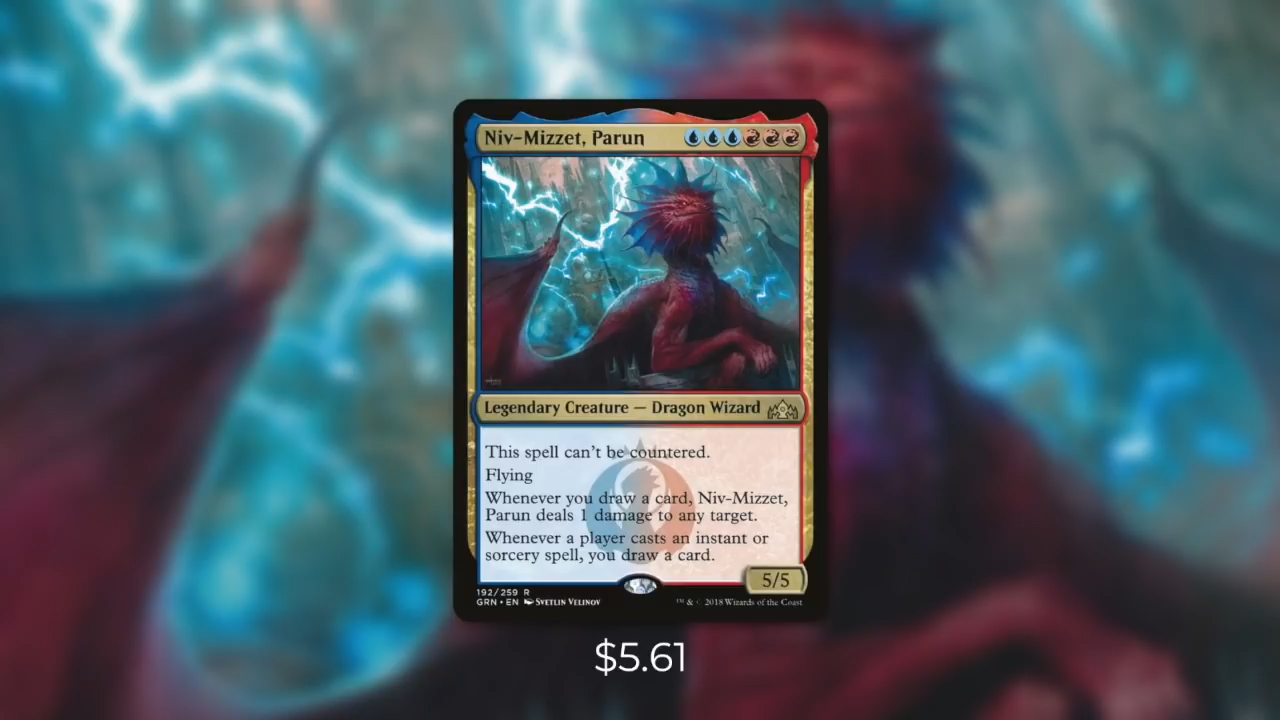 Niv-Mizzet, Parun
Legendary Creature — Dragon Wizard
This spell can't be countered.
Flying
Whenever you draw a card, Niv-Mizzet,
Parun deals 1 damage to any target.
Whenever a player casts an instant or
sorcery spell, you draw a card.
5/5
192/259 R
GRN • EN Svetlin Velinov
™ & © 2018 Wizards of the Coast
$5.61